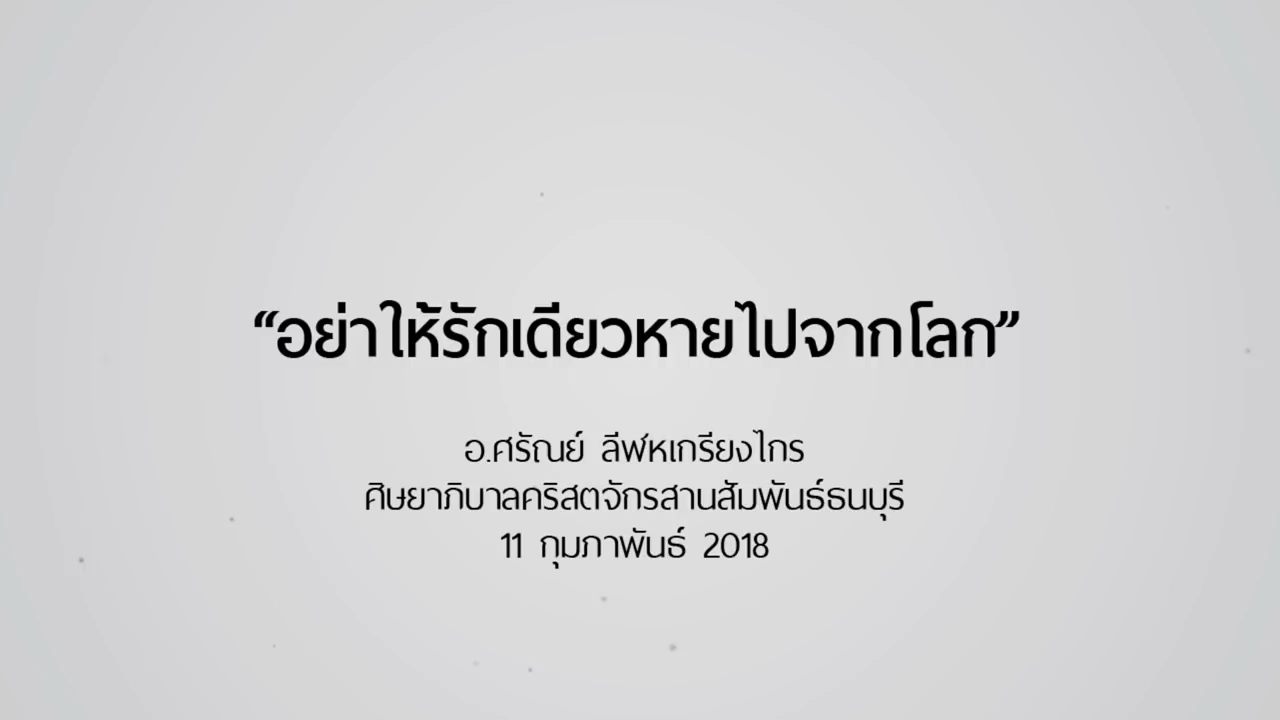 “อย่าให้รักเดียวหายไปจากโลก”
อ.ศรัณย์ ลีฬหเกรียงไกร
ศิษยาภิบาลคริสตจักรสานสัมพันธ์ธนบุรี
11 กุมภาพันธ์ 2018